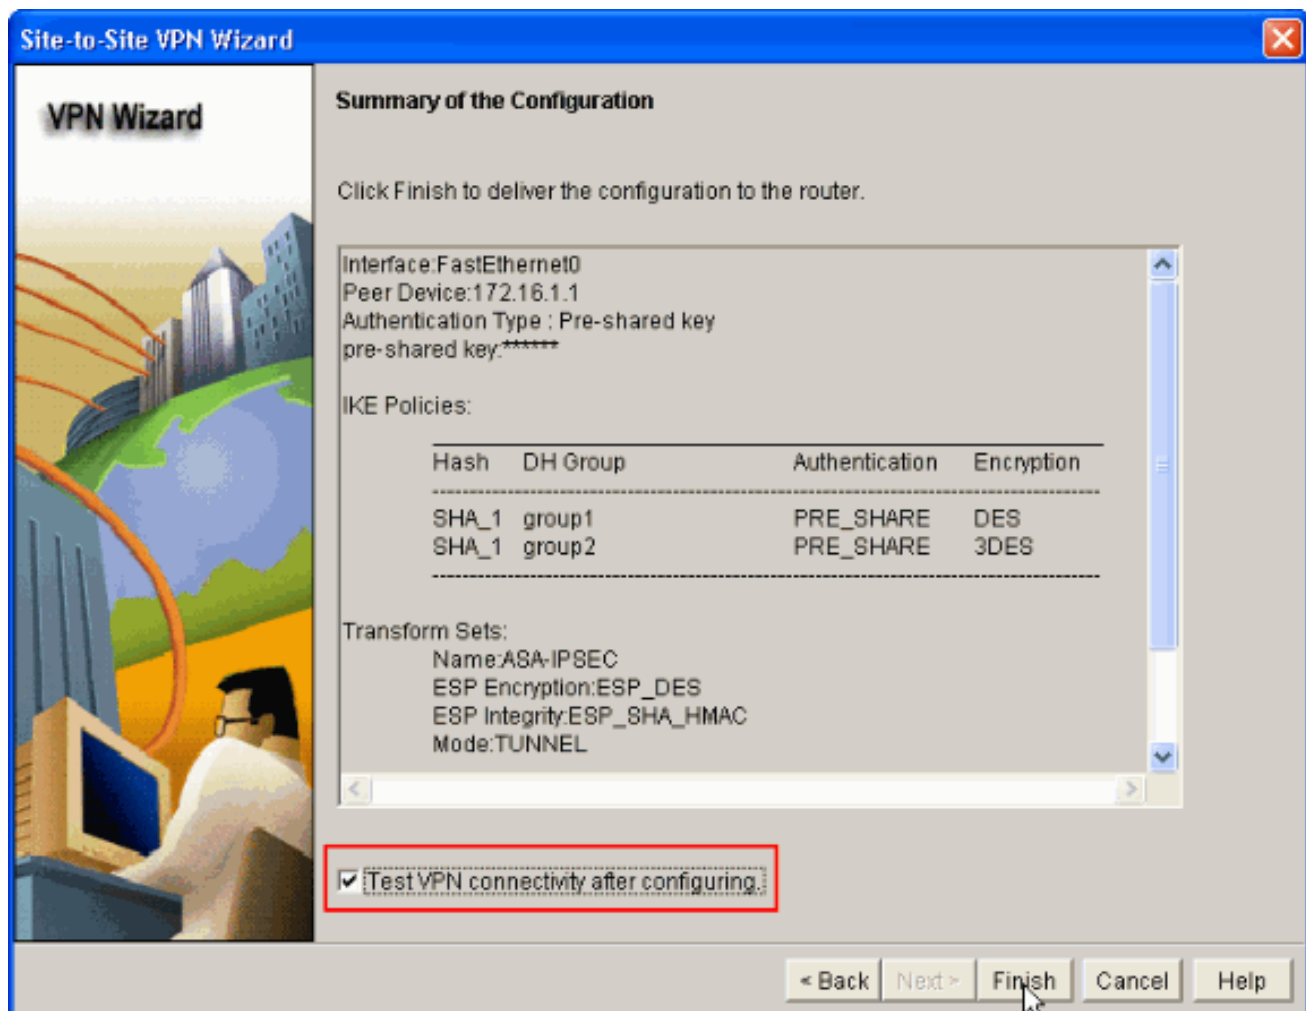 Site-to-Site VPN Wizard
VPN Wizard
Summary of the Configuration
Click Finish to deliver the configuration to the router.
Interface:FastEthernet0
Peer Device:172.16.1.1
Authentication Type : Pre-shared key
pre-shared key:******
IKE Policies:
Hash DH Group Authentication Encryption
SHA_1 group1 PRE_SHARE DES
SHA_1 group2 PRE_SHARE 3DES
Transform Sets:
Name:ASA-IPSEC
ESP Encryption:ESP_DES
ESP Integrity:ESP_SHA_HMAC
Mode:TUNNEL
Test VPN connectivity after configuring.
< Back Next > Finish Cancel Help